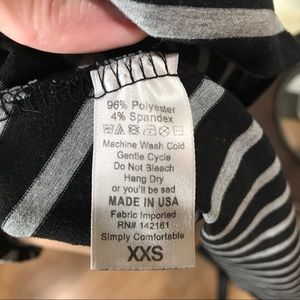 96% Polyester
4% Spandex
Machine Wash Cold
Gentle Cycle
Do Not Bleach
Hang Dry
or you'll be sad
MADE IN USA
Fabric Imported
RN# 142161
Simply Comfortable
XXS